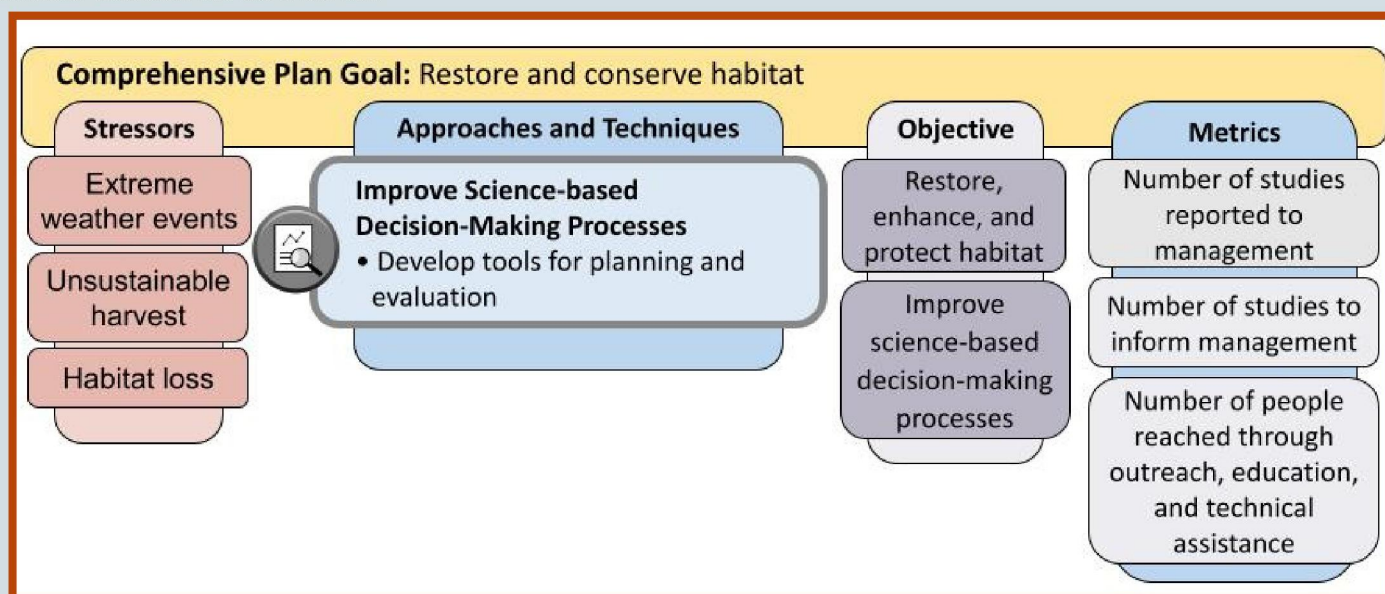 Comprehensive Plan Goal: Restore and conserve habitat
Stressors
Extreme
weather events
Unsustainable
harvest
Habitat loss
Approaches and Techniques
Improve Science-based
Decision-Making Processes
• Develop tools for planning and
evaluation
Objective
Restore,
enhance, and
protect habitat
Improve
science-based
decision-making
processes
Metrics
Number of studies
reported to
management
Number of studies to
inform management
Number of people
reached through
outreach, education,
and technical
assistance